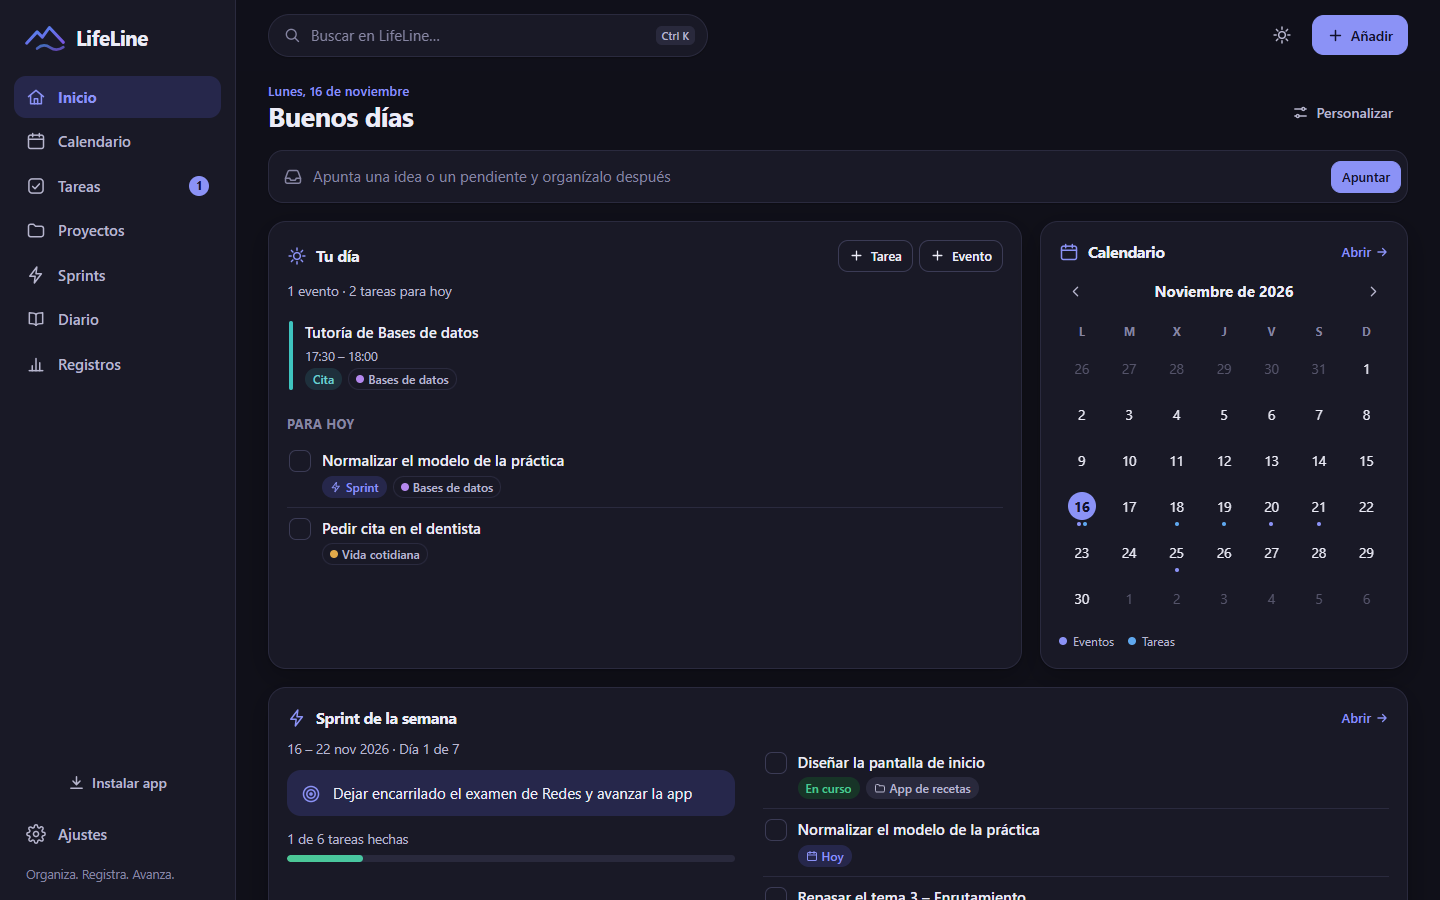 LifeLine
Inicio
Calendario
Tareas 1
Proyectos
Sprints
Diario
Registros
Instalar app
Ajustes
Organiza. Registra. Avanza.
Buscar en LifeLine... Ctrl K
Añadir
Lunes, 16 de noviembre
Buenos días
Personalizar
Apunta una idea o un pendiente y organízalo después
Apuntar
Tu día
Tarea
Evento
1 evento · 2 tareas para hoy
Tutoría de Bases de datos
17:30 – 18:00
Cita Bases de datos
PARA HOY
Normalizar el modelo de la práctica
Sprint Bases de datos
Pedir cita en el dentista
Vida cotidiana
Calendario
Abrir
Noviembre de 2026
L M X J V S D
26 27 28 29 30 31 1
2 3 4 5 6 7 8
9 10 11 12 13 14 15
16 17 18 19 20 21 22
23 24 25 26 27 28 29
30 1 2 3 4 5 6
Eventos Tareas
Sprint de la semana
Abrir
16 – 22 nov 2026 · Día 1 de 7
Dejar encarrilado el examen de Redes y avanzar la app
1 de 6 tareas hechas
Diseñar la pantalla de inicio
En curso App de recetas
Normalizar el modelo de la práctica
Hoy
Repasar el tema 3 – Enrutamiento